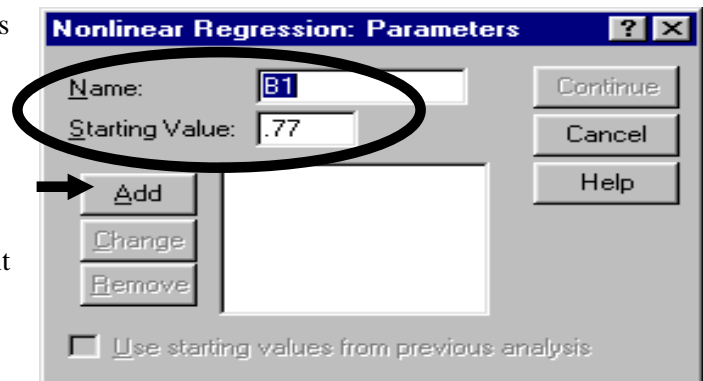 s
Nonlinear Regression: Parameters
Name: B1
Continue
Starting Value: .77
Cancel
Add
Help
Change
Remove
t
Use starting values from previous analysis